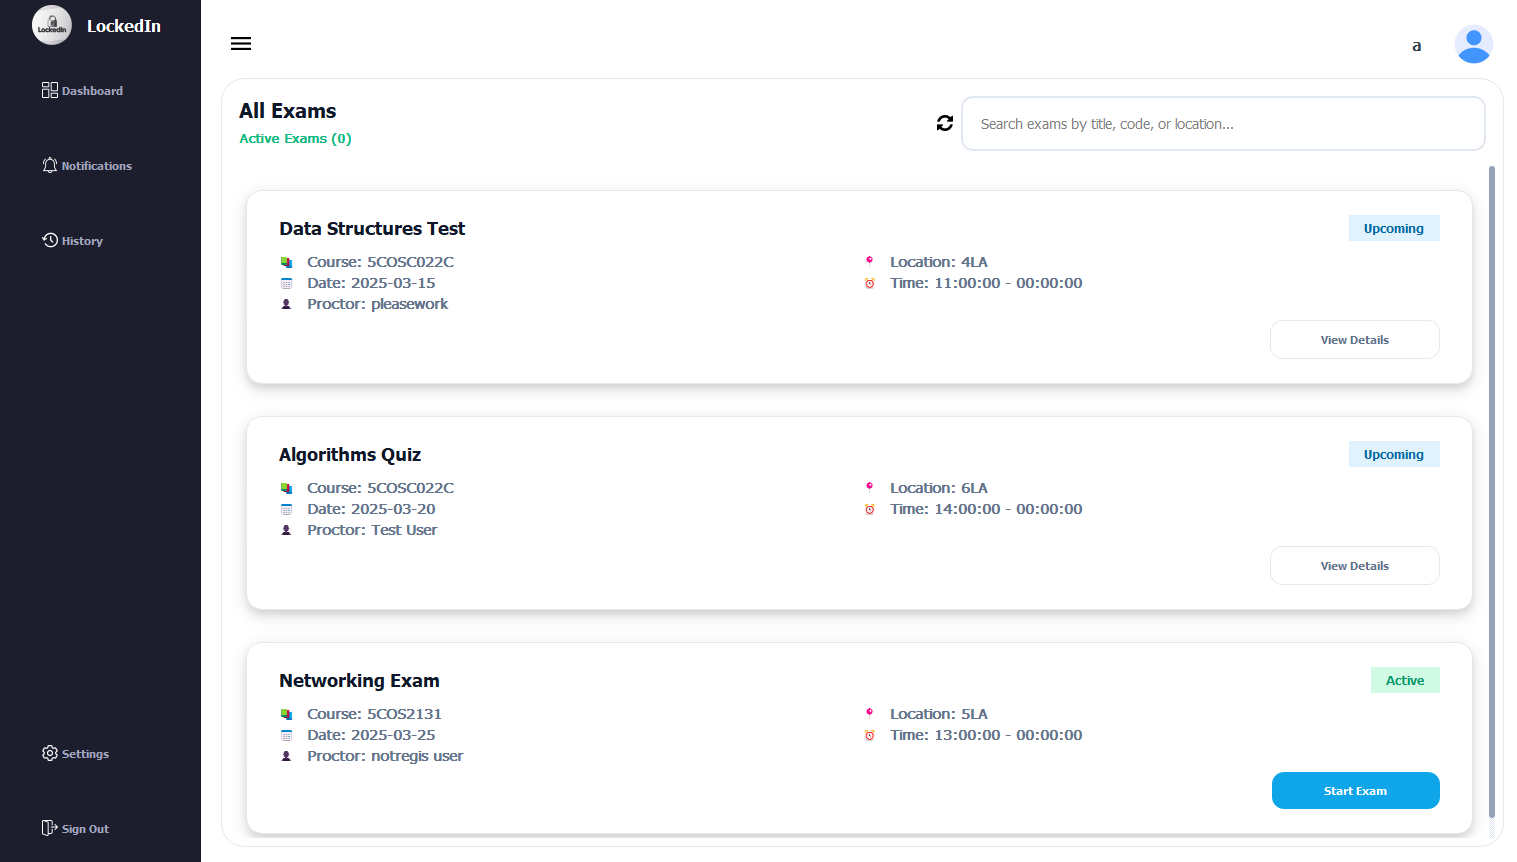 LockedIn
LockedIn
Dashboard
Notifications
History
Settings
Sign Out
a
All Exams
Active Exams (0)
Search exams by title, code, or location...
Data Structures Test
Upcoming
Course: 5COSC022C
Location: 4LA
Date: 2025-03-15
Time: 11:00:00 - 00:00:00
Proctor: pleasework
View Details
Algorithms Quiz
Upcoming
Course: 5COSC022C
Location: 6LA
Date: 2025-03-20
Time: 14:00:00 - 00:00:00
Proctor: Test User
View Details
Networking Exam
Active
Course: 5COS2131
Location: 5LA
Date: 2025-03-25
Time: 13:00:00 - 00:00:00
Proctor: notregis user
Start Exam